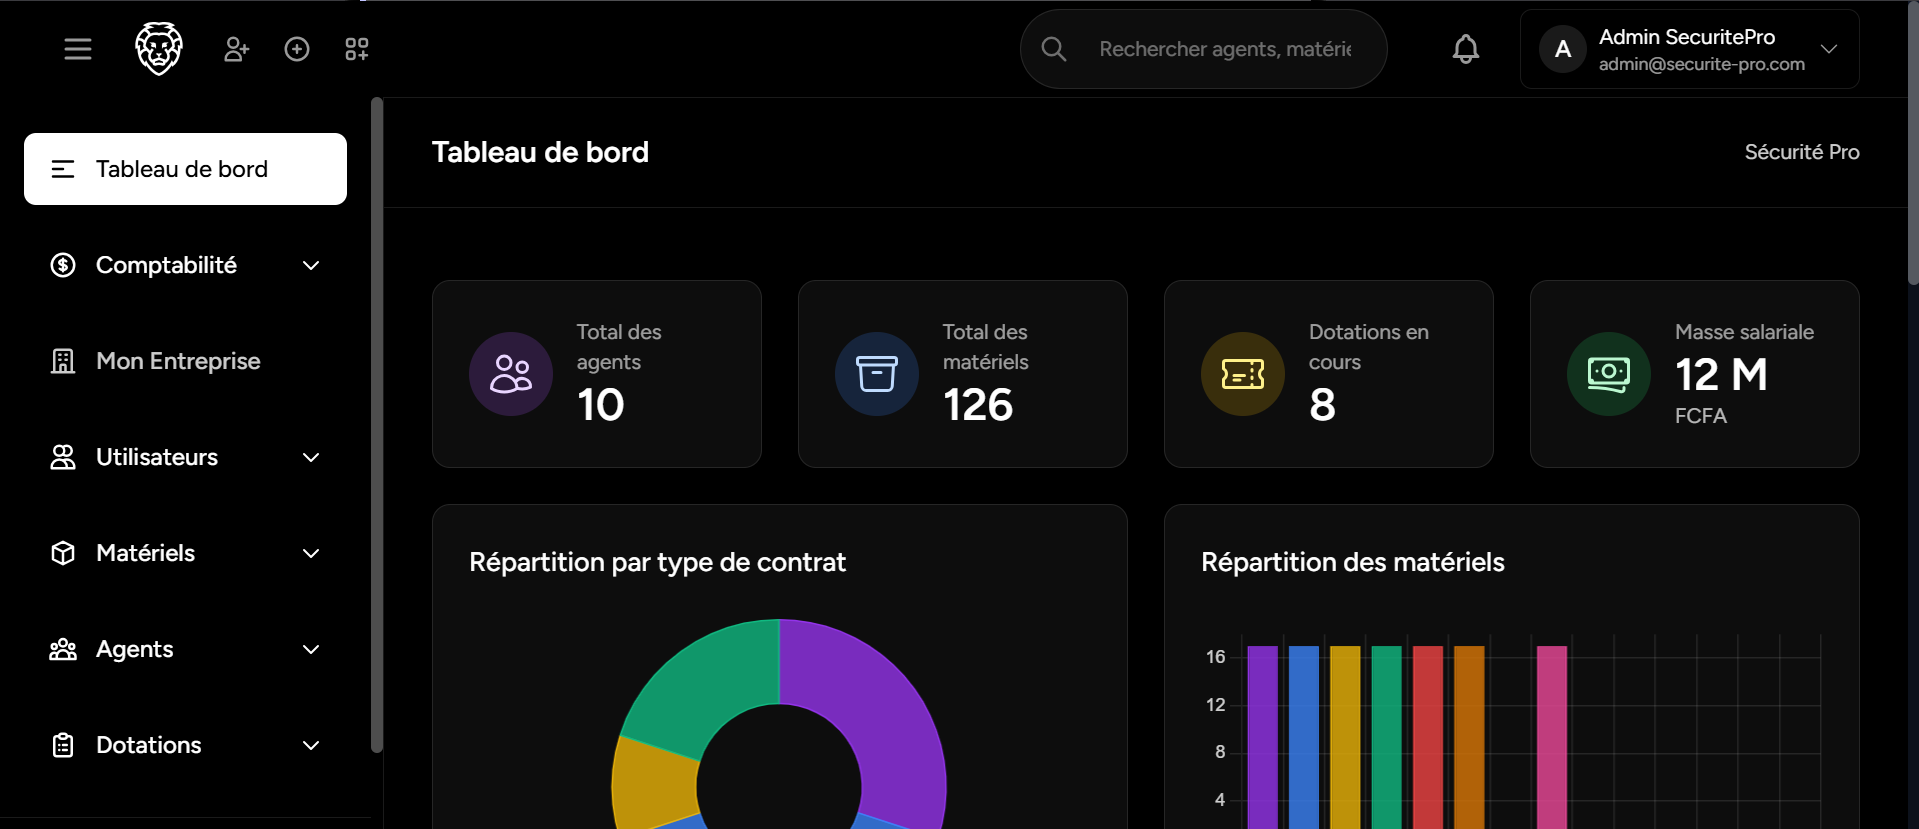 Rechercher agents, matérie
A
Admin SecuritePro
admin@securite-pro.com
Tableau de bord
Comptabilité
Mon Entreprise
Utilisateurs
Matériels
Agents
Dotations
Tableau de bord
Sécurité Pro
Total des
agents
10
Total des
matériels
126
Dotations en
cours
8
Masse salariale
12 M
FCFA
Répartition par type de contrat
Répartition des matériels
16
12
8
4